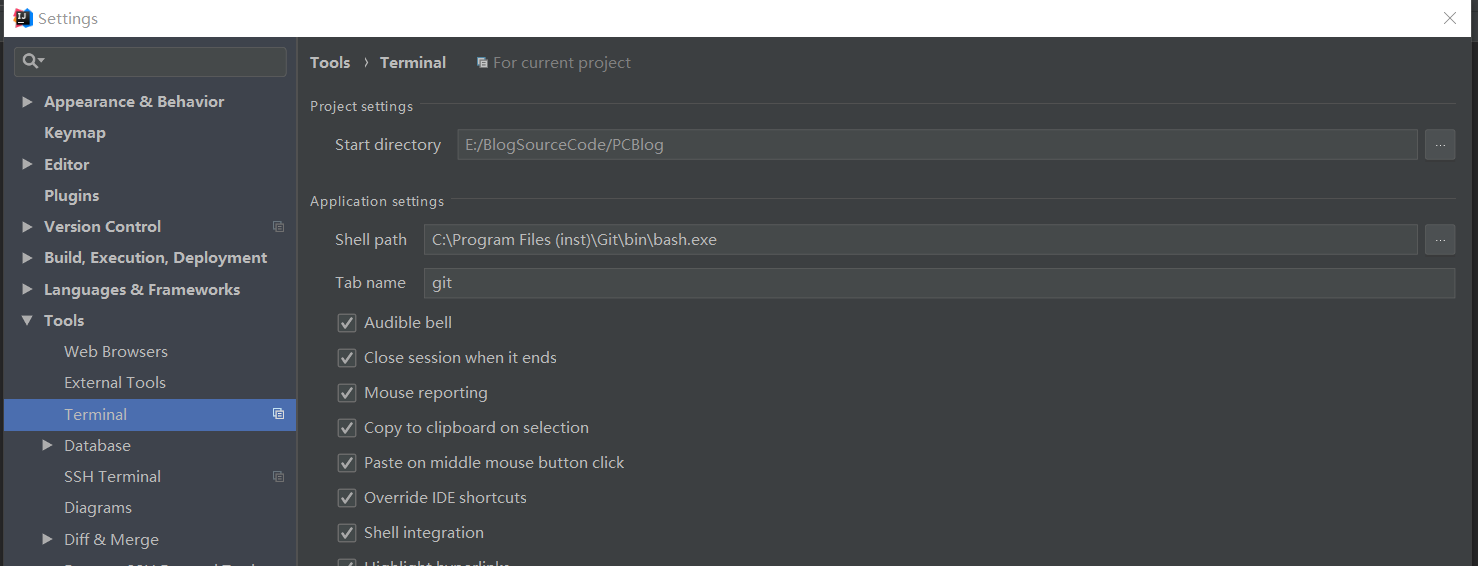 Settings
Appearance & Behavior
Keymap
Editor
Plugins
Version Control
Build, Execution, Deployment
Languages & Frameworks
Tools
Web Browsers
External Tools
Terminal
Database
SSH Terminal
Diagrams
Diff & Merge
Tools › Terminal For current project
Project settings
Start directory E:/BlogSourceCode/PCBlog ...
Application settings
Shell path C:\Program Files (inst)\Git\bin\bash.exe ...
Tab name git
Audible bell
Close session when it ends
Mouse reporting
Copy to clipboard on selection
Paste on middle mouse button click
Override IDE shortcuts
Shell integration
Highlight hyperlinks